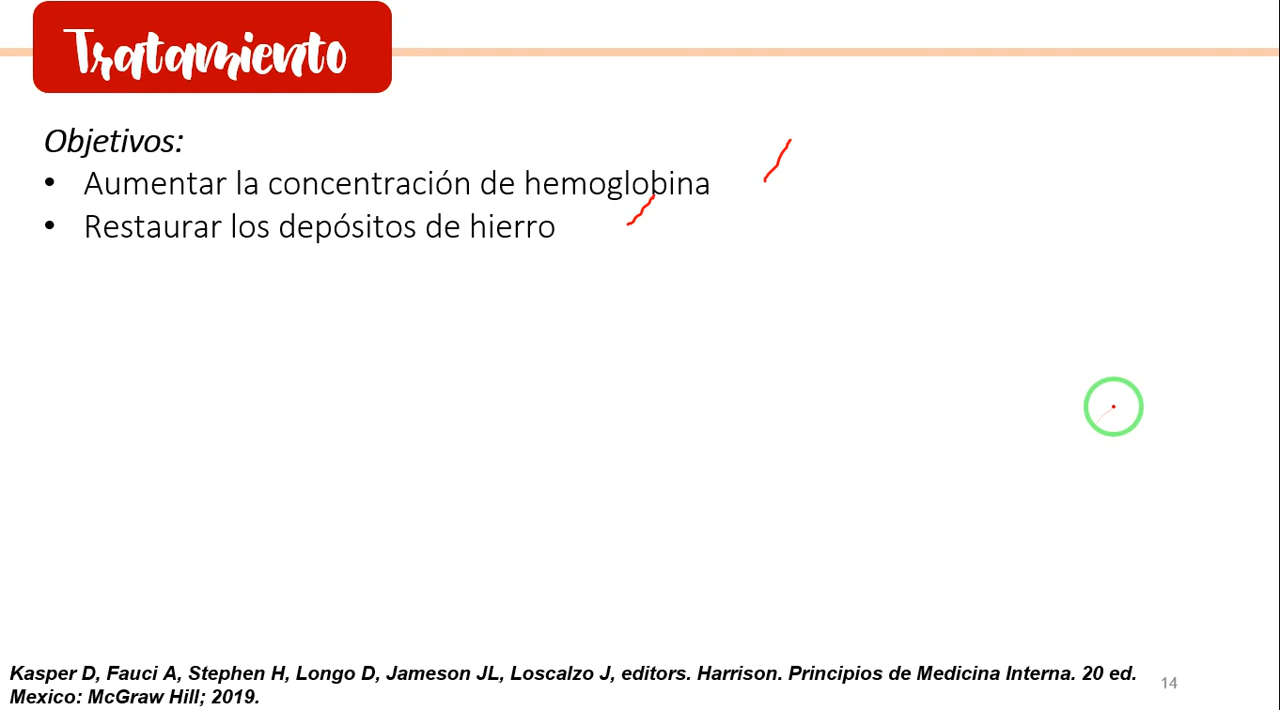 Tratamiento
Objetivos:
• Aumentar la concentración de hemoglobina
• Restaurar los depósitos de hierro
Kasper D, Fauci A, Stephen H, Longo D, Jameson JL, Loscalzo J, editors. Harrison. Principios de Medicina Interna. 20 ed.
Mexico: McGraw Hill; 2019.
14